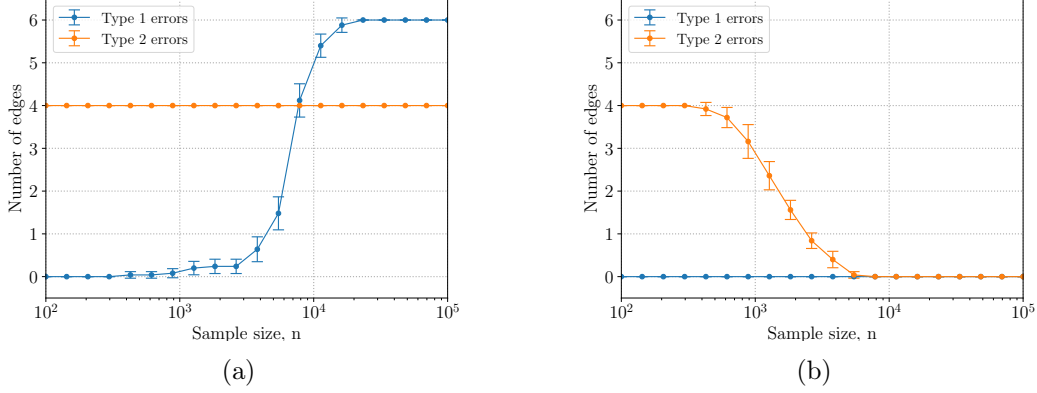 6
5
4
3
2
1
0
Number of edges
Type 1 errors
Type 2 errors
10^2 10^3 10^4 10^5
Sample size, n
(a)
6
5
4
3
2
1
0
Number of edges
Type 1 errors
Type 2 errors
10^2 10^3 10^4 10^5
Sample size, n
(b)